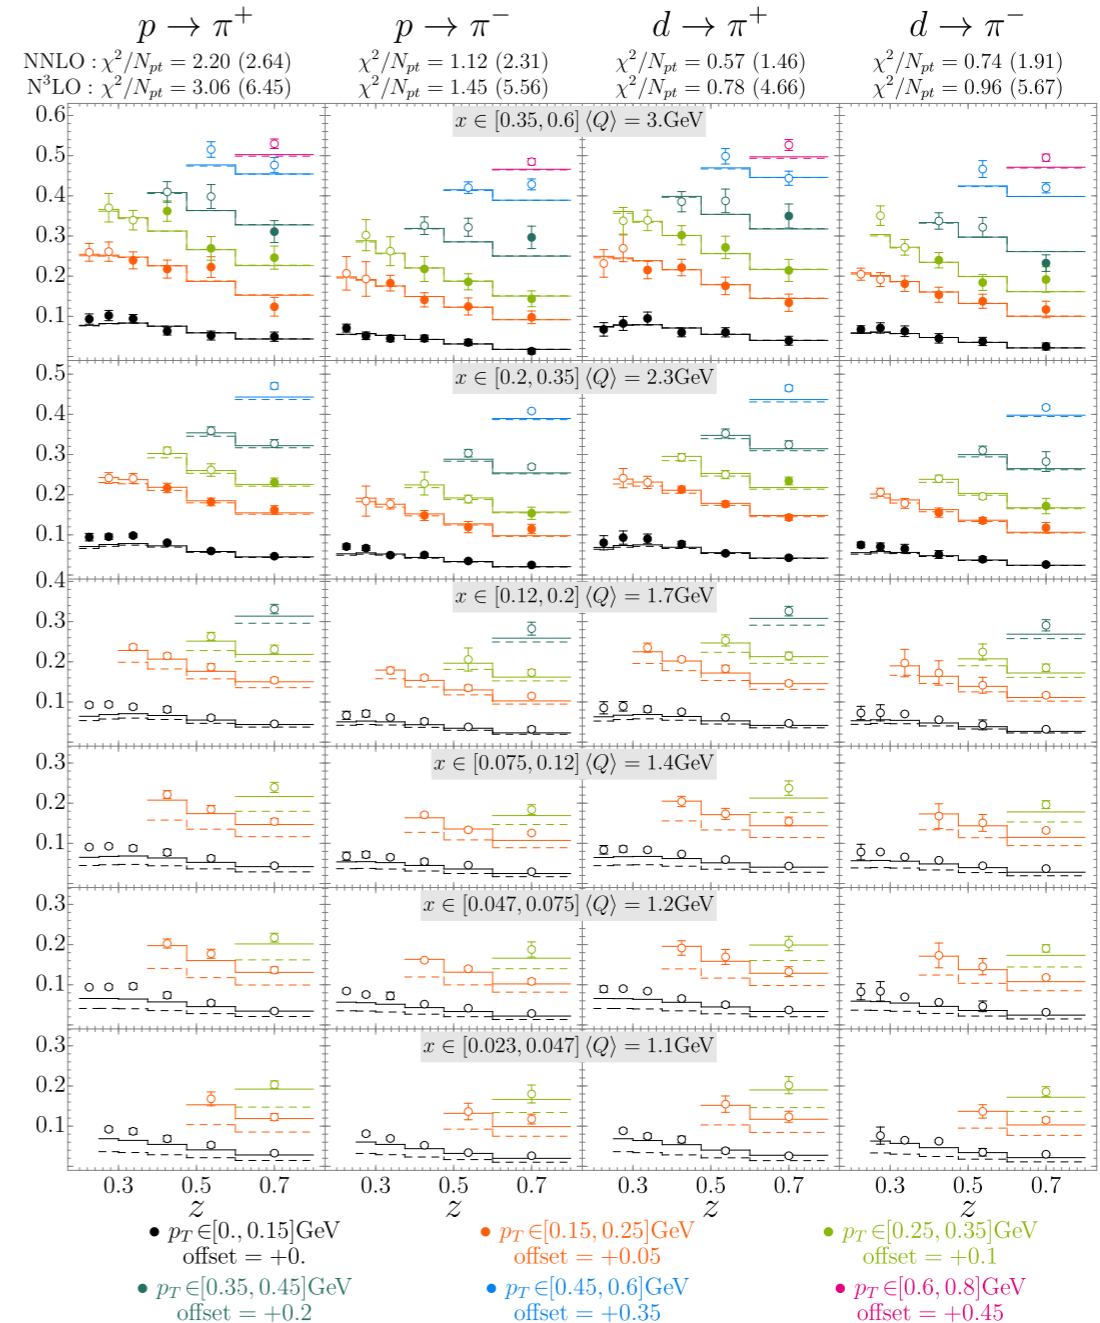 p → π⁺ p → π⁻ d → π⁺ d → π⁻
NNLO : χ²/N_pt = 2.20 (2.64) χ²/N_pt = 1.12 (2.31) χ²/N_pt = 0.57 (1.46) χ²/N_pt = 0.74 (1.91)
N³LO : χ²/N_pt = 3.06 (6.45) χ²/N_pt = 1.45 (5.56) χ²/N_pt = 0.78 (4.66) χ²/N_pt = 0.96 (5.67)
0.6
x ∈ [0.35, 0.6] ⟨Q⟩ = 3.GeV
0.5
0.4
0.3
0.2
0.1
0.5
x ∈ [0.2, 0.35] ⟨Q⟩ = 2.3GeV
0.4
0.3
0.2
0.1
0.4
x ∈ [0.12, 0.2] ⟨Q⟩ = 1.7GeV
0.3
0.2
0.1
0.3
x ∈ [0.075, 0.12] ⟨Q⟩ = 1.4GeV
0.2
0.1
0.3
x ∈ [0.047, 0.075] ⟨Q⟩ = 1.2GeV
0.2
0.1
0.3
x ∈ [0.023, 0.047] ⟨Q⟩ = 1.1GeV
0.2
0.1
0.3 0.5 0.7 0.3 0.5 0.7 0.3 0.5 0.7 0.3 0.5 0.7
z z z z
p_T ∈[0., 0.15]GeV p_T ∈[0.15, 0.25]GeV p_T ∈[0.25, 0.35]GeV
offset = +0. offset = +0.05 offset = +0.1
p_T ∈[0.35, 0.45]GeV p_T ∈[0.45, 0.6]GeV p_T ∈[0.6, 0.8]GeV
offset = +0.2 offset = +0.35 offset = +0.45